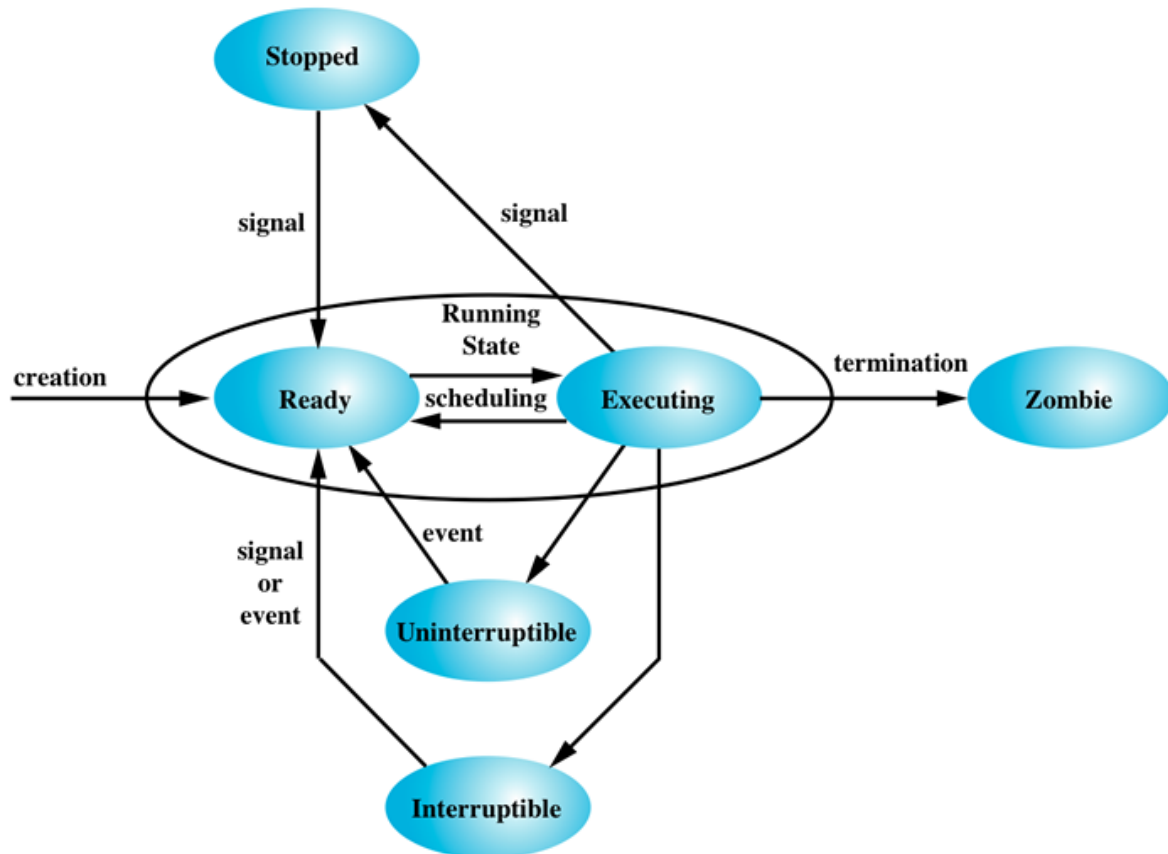 Stopped
signal
signal
Running
State
creation
Ready
scheduling
Executing
termination
Zombie
event
signal
or
event
Uninterruptible
Interruptible